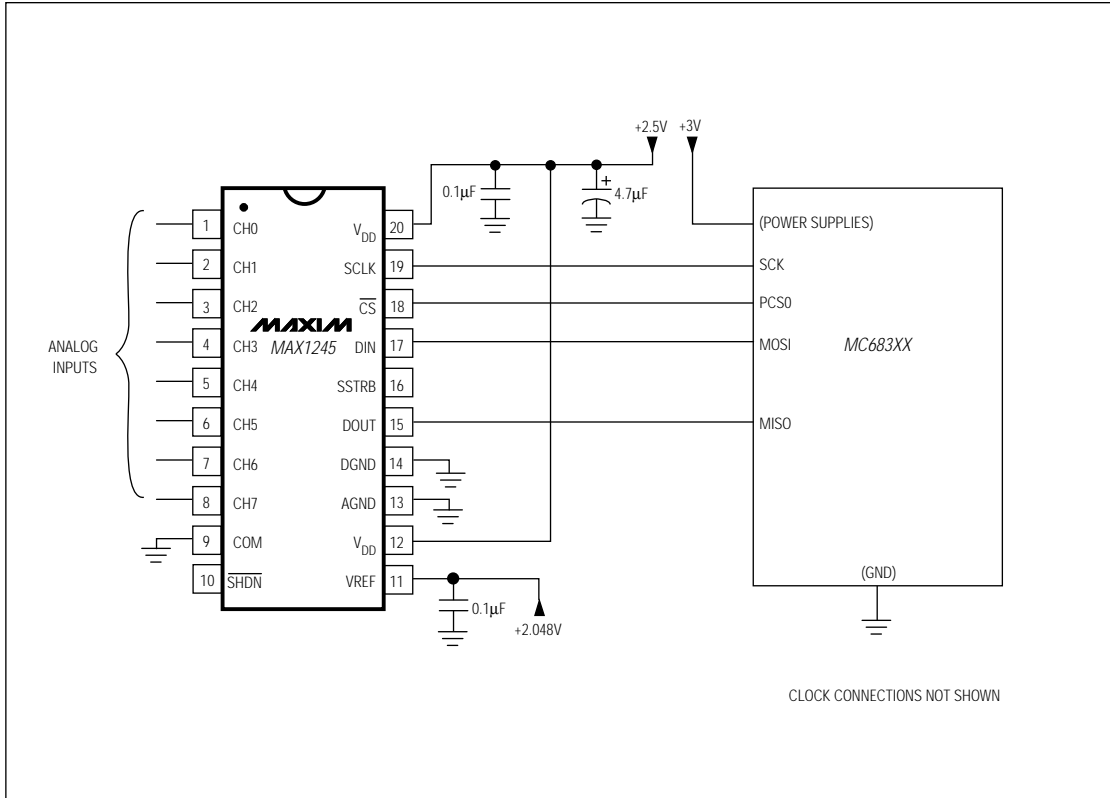 +2.5V +3V
0.1µF
+
4.7µF
1 CH0 VDD 20
2 CH1 SCLK 19
3 CH2 CS 18
MAXIM
4 CH3 MAX1245 DIN 17
5 CH4 SSTRB 16
6 CH5 DOUT 15
7 CH6 DGND 14
8 CH7 AGND 13
9 COM VDD 12
10 SHDN VREF 11
ANALOG
INPUTS
0.1µF
+2.048V
(POWER SUPPLIES)
SCK
PCS0
MOSI
MC683XX
MISO
(GND)
CLOCK CONNECTIONS NOT SHOWN